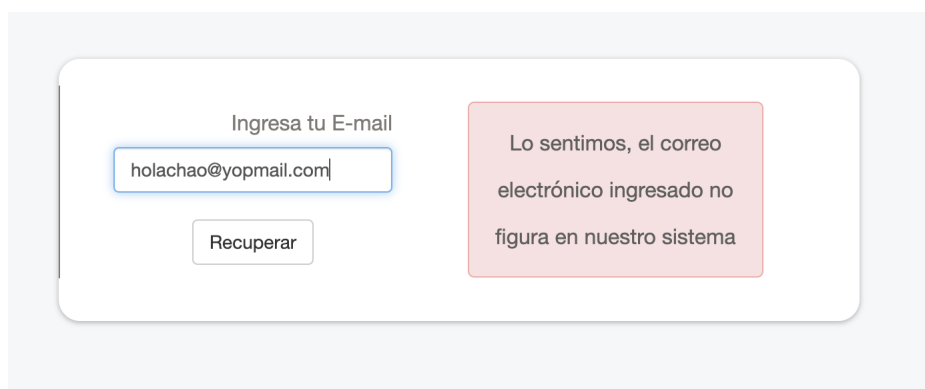 Ingresa tu E-mail
holachao@yopmail.com
Recuperar
Lo sentimos, el correo
electrónico ingresado no
figura en nuestro sistema